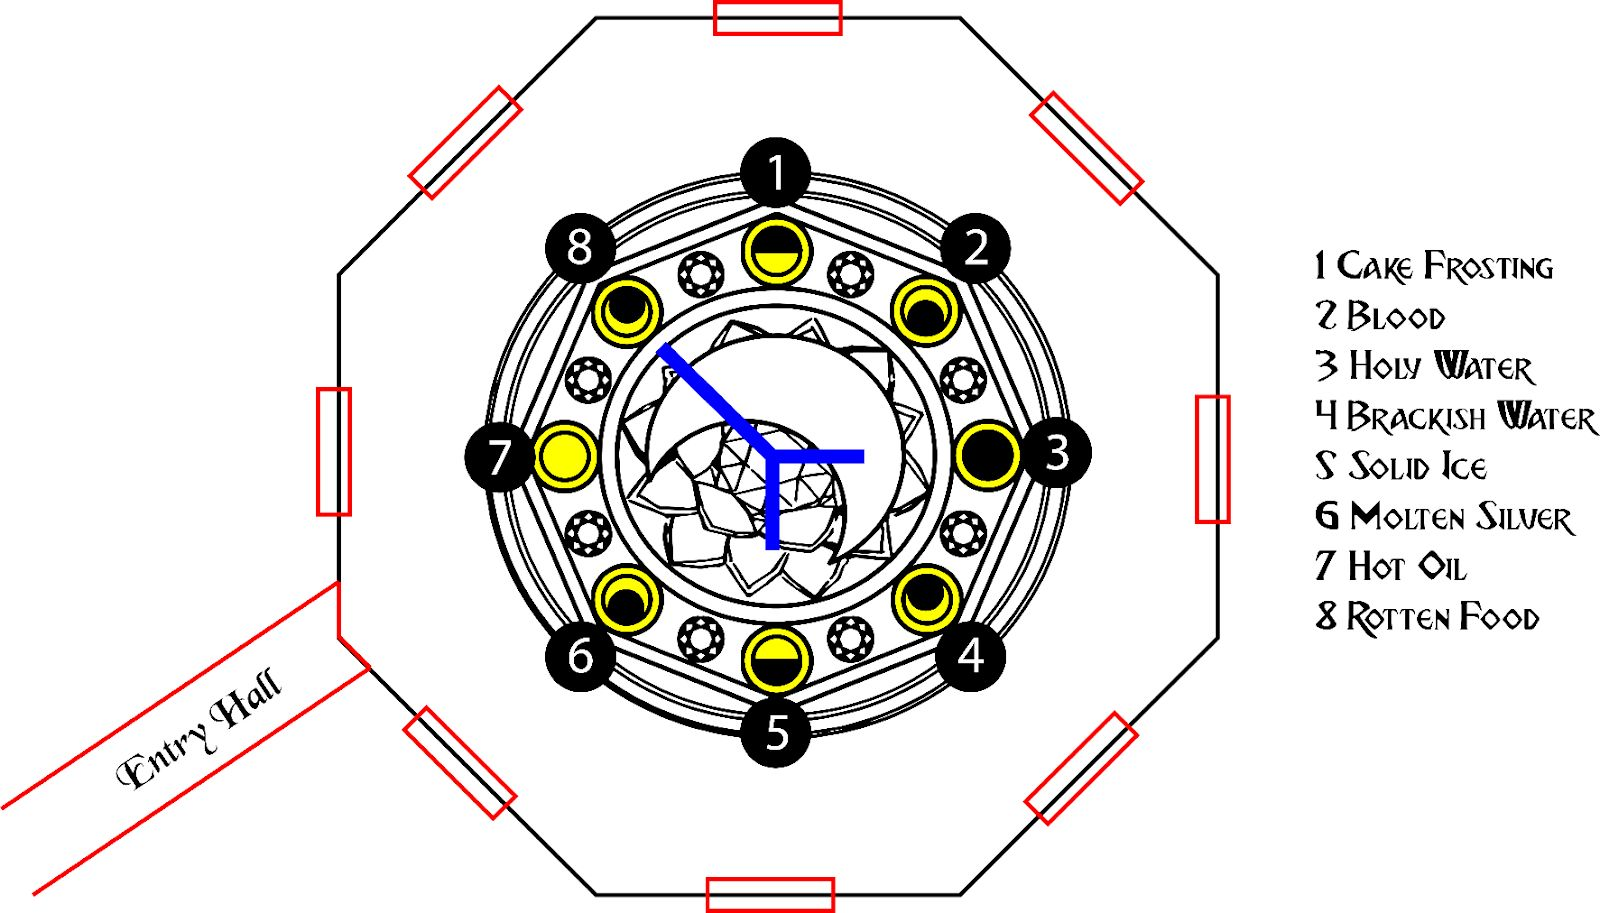 1
8
2
7
3
6
4
5
Entry Hall
1 Cake Frosting
2 Blood
3 Holy Water
4 Brackish Water
5 Solid Ice
6 Molten Silver
7 Hot Oil
8 Rotten Food